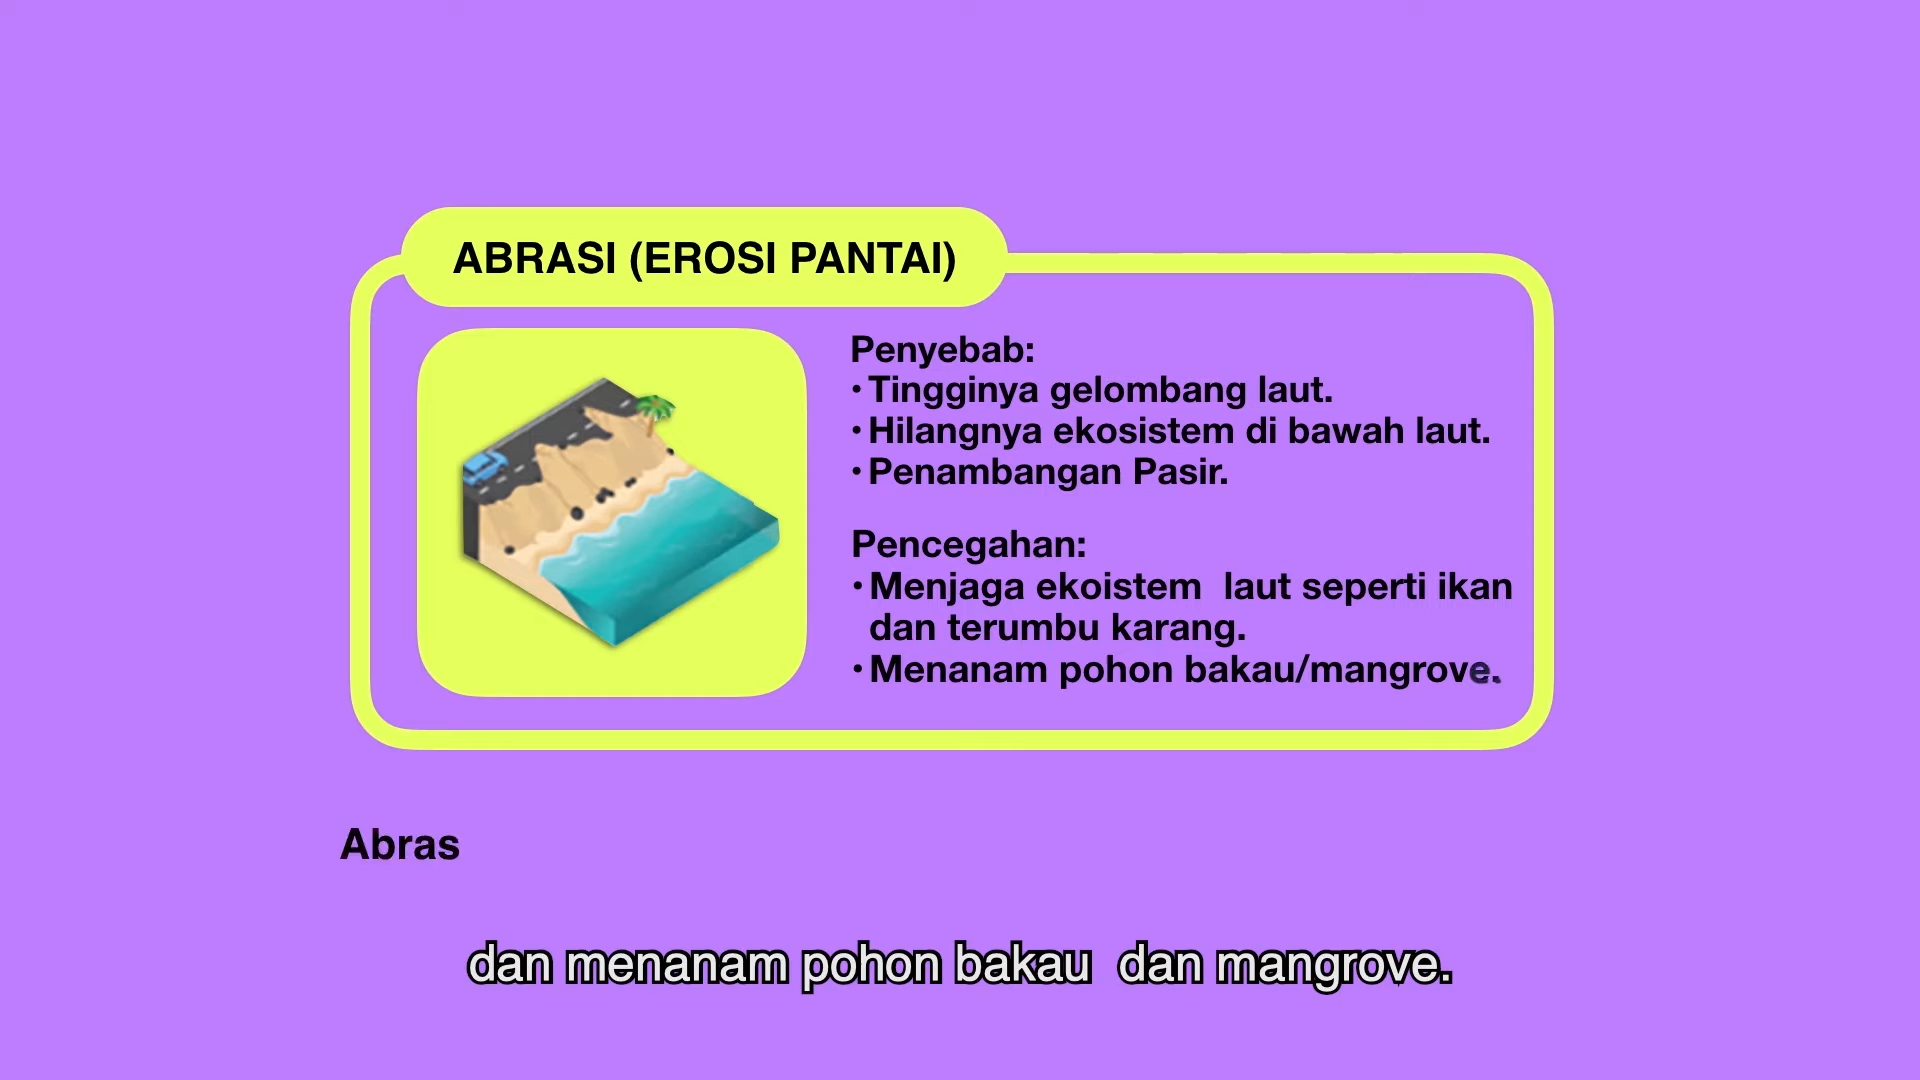 ABRASI (EROSI PANTAI)
Penyebab:
• Tingginya gelombang laut.
• Hilangnya ekosistem di bawah laut.
• Penambangan Pasir.
Pencegahan:
• Menjaga ekoistem  laut seperti ikan
dan terumbu karang.
• Menanam pohon bakau/mangrove.
Abras
dan menanam pohon bakau  dan mangrove.